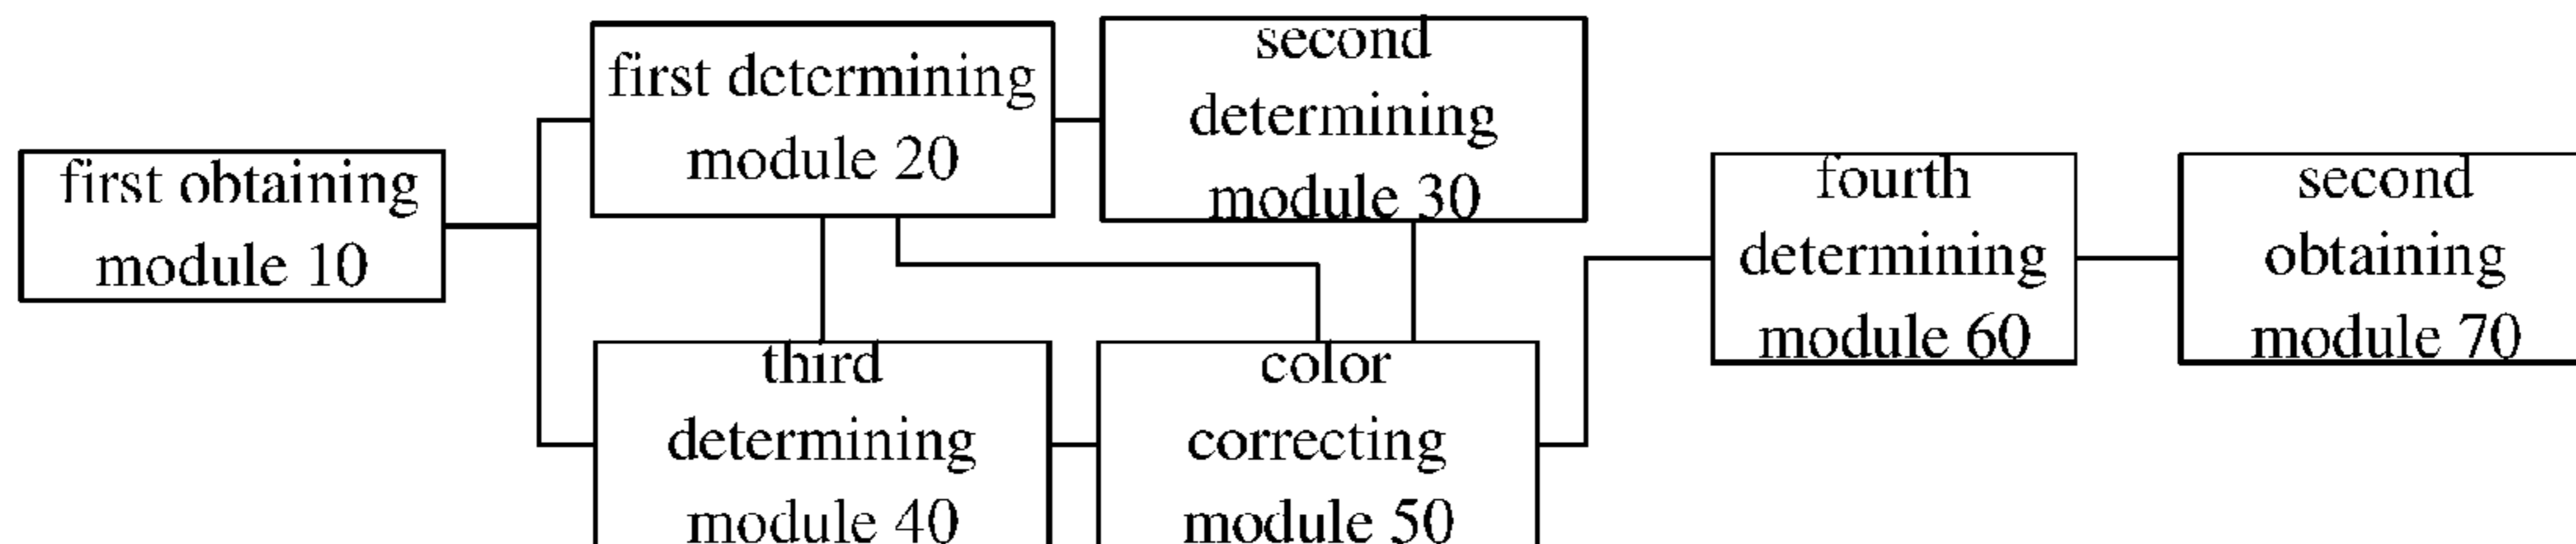 first obtaining
module 10
first determining
module 20
second
determining
module 30
third
determining
module 40
color
correcting
module 50
fourth
determining
module 60
second
obtaining
module 70